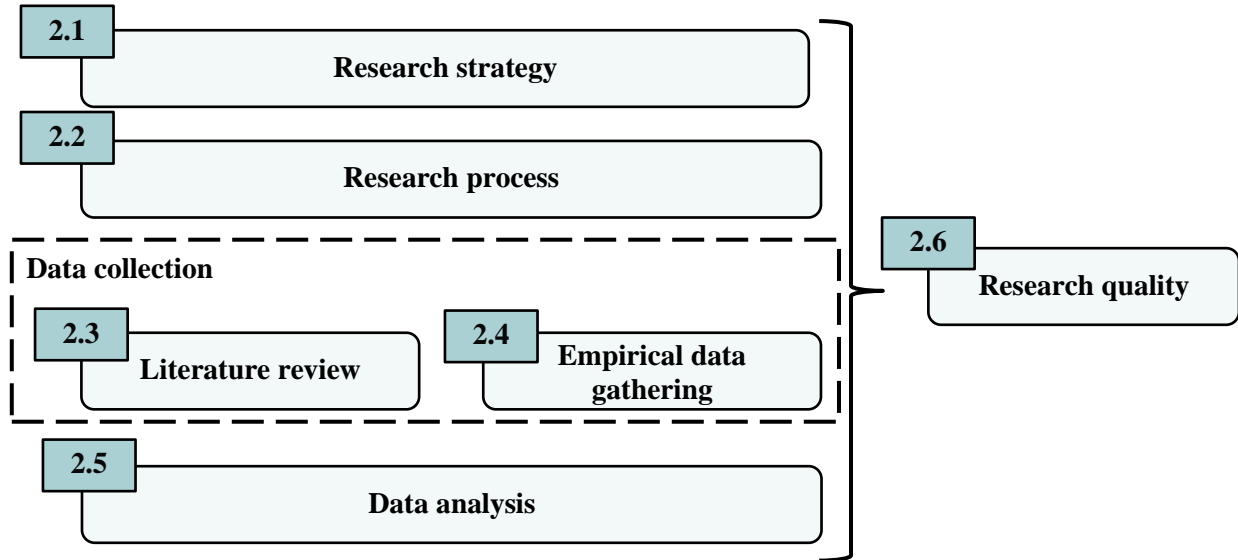 2.1
Research strategy
2.2
Research process
Data collection
2.3
Literature review
2.4
Empirical data
gathering
2.5
Data analysis
2.6
Research quality